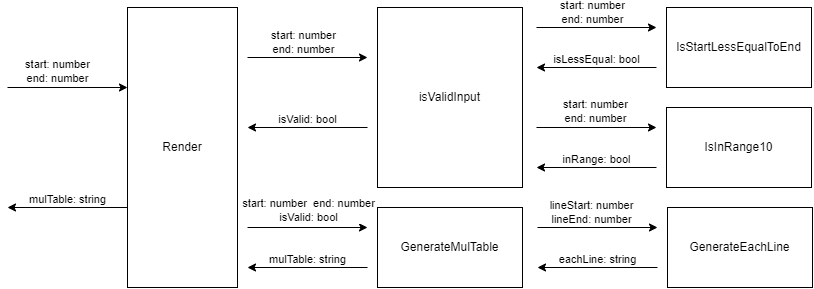 start: number
end: number
Render
mulTable: string
start: number
end: number
isValid: bool
isValidInput
start: number
end: number
isLessEqual: bool
IsStartLessEqualToEnd
start: number
end: number
inRange: bool
IsInRange10
start: number  end: number
isValid: bool
mulTable: string
GenerateMulTable
lineStart: number
lineEnd: number
eachLine: string
GenerateEachLine